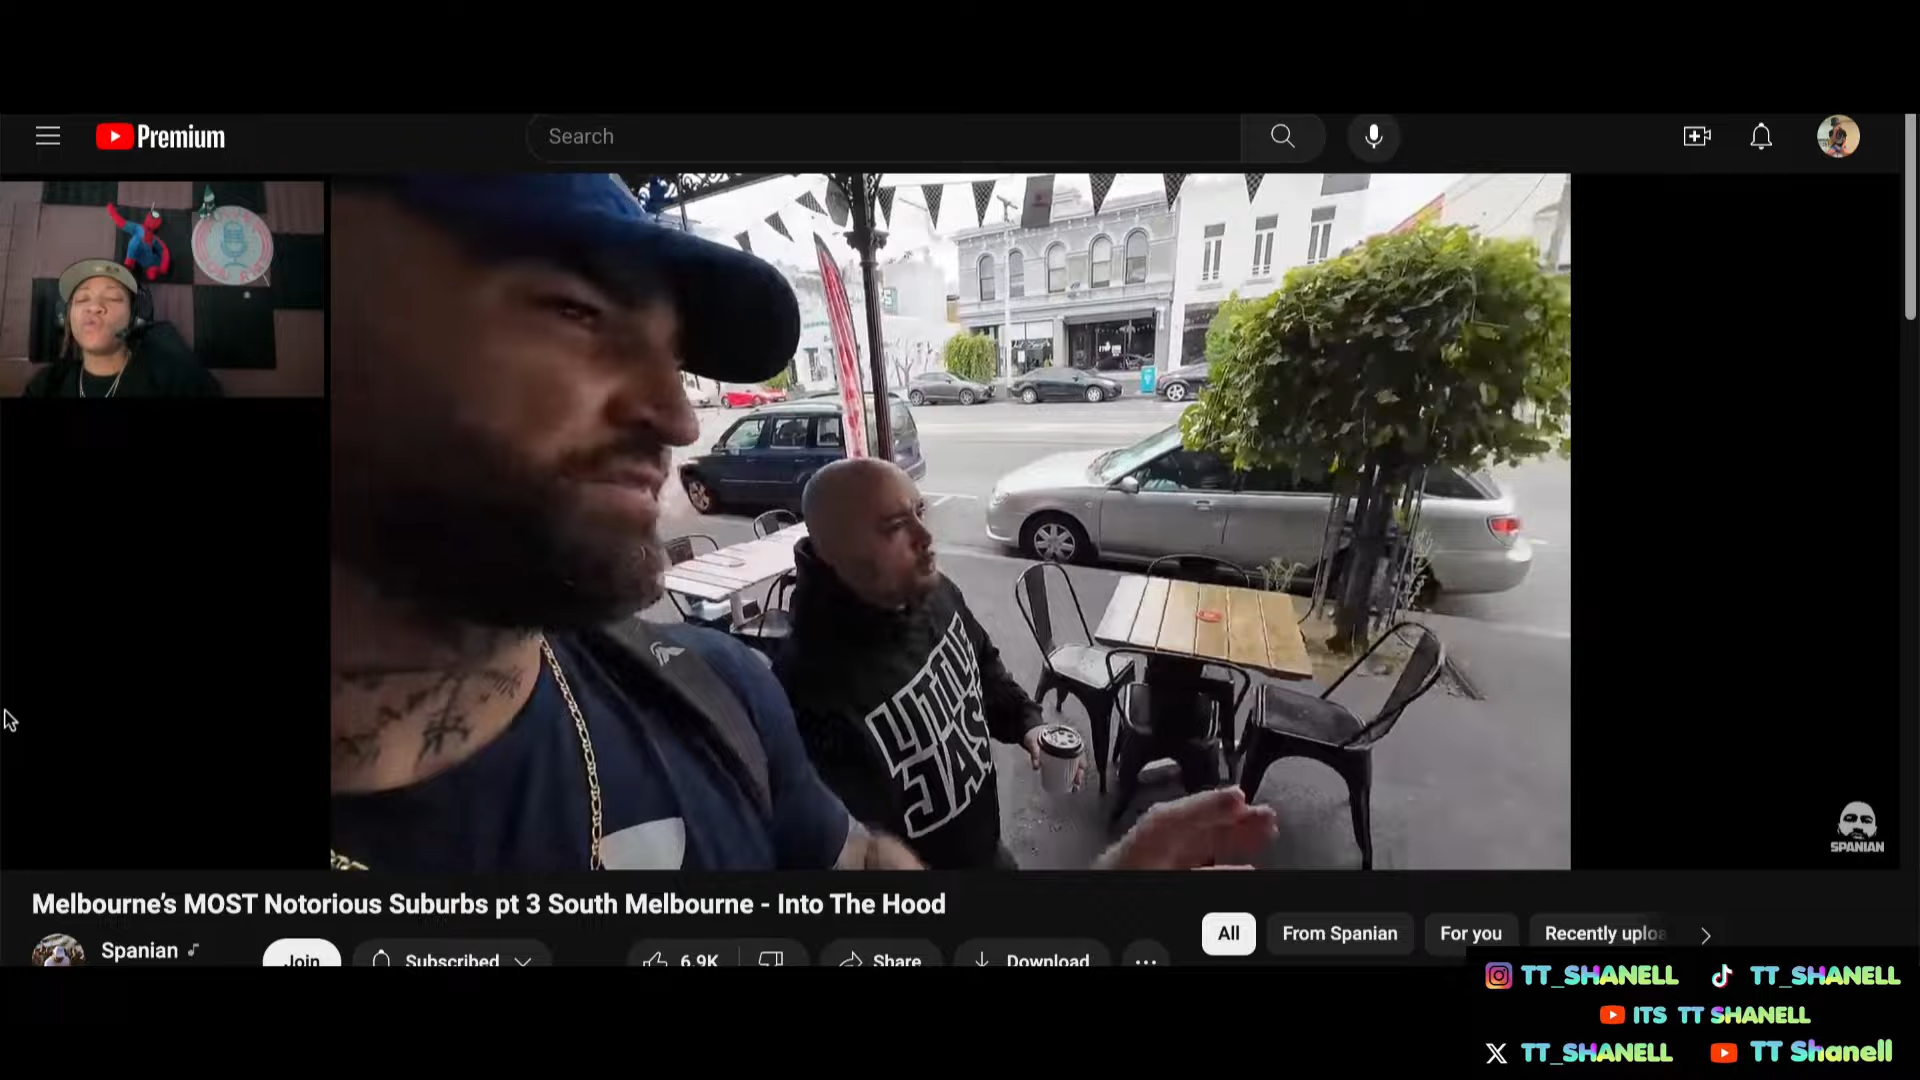 Premium
Search
LITTLE
JAS
SPANIAN
Melbourne's MOST Notorious Suburbs pt 3 South Melbourne - Into The Hood
Spanian
Join
Subscribed
6.9K
Share
Download
All
From Spanian
For you
Recently uploa
TT_SHANELL
TT_SHANELL
ITS TT SHANELL
TT_SHANELL
TT Shanell